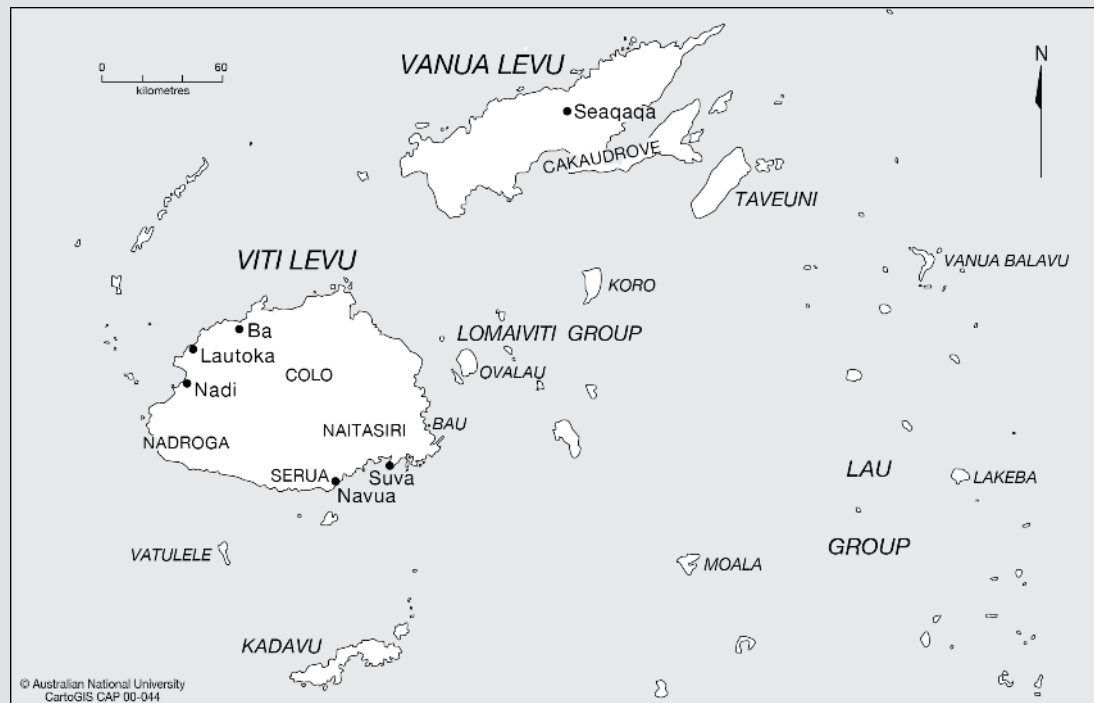 VANUA LEVU
N
0 60
kilometres
Seaqaqa
CAKAUDROVE
TAVEUNI
VITI LEVU
VANUA BALAVU
KORO
Ba
LOMAIVITI GROUP
Lautoka
OVALAU
COLO
Nadi
BAU
NAITASIRI
NADROGA
LAU
SERUA
Suva
LAKEBA
Navua
GROUP
VATULELE
MOALA
KADAVU
© Australian National University
CartoGIS CAP 00-044